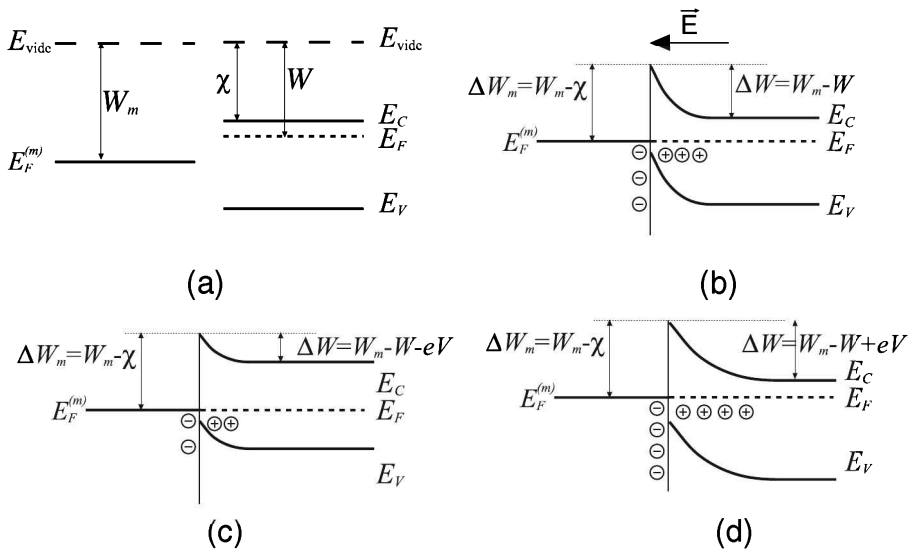 E_vide E_vide
W_m χ W
E_C
E_F
E_F^(m)
E_V
(a)
E
ΔW_m=W_m-χ ΔW=W_m-W
E_C
E_F^(m) E_F
⊖ ⊕⊕⊕
⊖
⊖
E_V
(b)
ΔW_m=W_m-χ ΔW=W_m-W-eV
E_C
E_F^(m) E_F
⊖ ⊕⊕
⊖
E_V
(c)
ΔW_m=W_m-χ ΔW=W_m-W+eV
E_C
E_F^(m) E_F
⊖ ⊕⊕⊕⊕
⊖
⊖
⊖
E_V
(d)